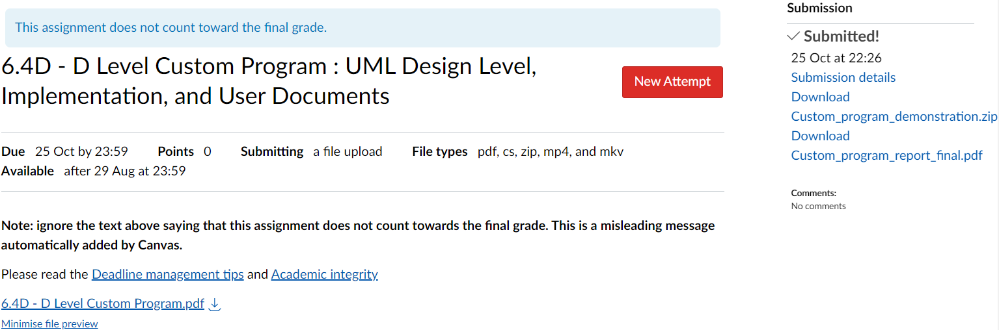 This assignment does not count toward the final grade.
6.4D - D Level Custom Program : UML Design Level,
Implementation, and User Documents
New Attempt
Due 25 Oct by 23:59 Points 0 Submitting a file upload File types pdf, cs, zip, mp4, and mkv
Available after 29 Aug at 23:59
Note: ignore the text above saying that this assignment does not count towards the final grade. This is a misleading message
automatically added by Canvas.
Please read the Deadline management tips and Academic integrity
6.4D - D Level Custom Program.pdf
Minimise file preview
Submission
Submitted!
25 Oct at 22:26
Submission details
Download
Custom_program_demonstration.zip
Download
Custom_program_report_final.pdf
Comments:
No comments